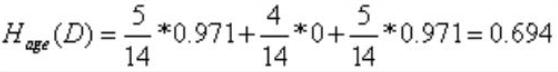 H_age(D) = 5/14 *0.971+ 4/14 *0+ 5/14 *0.971= 0.694